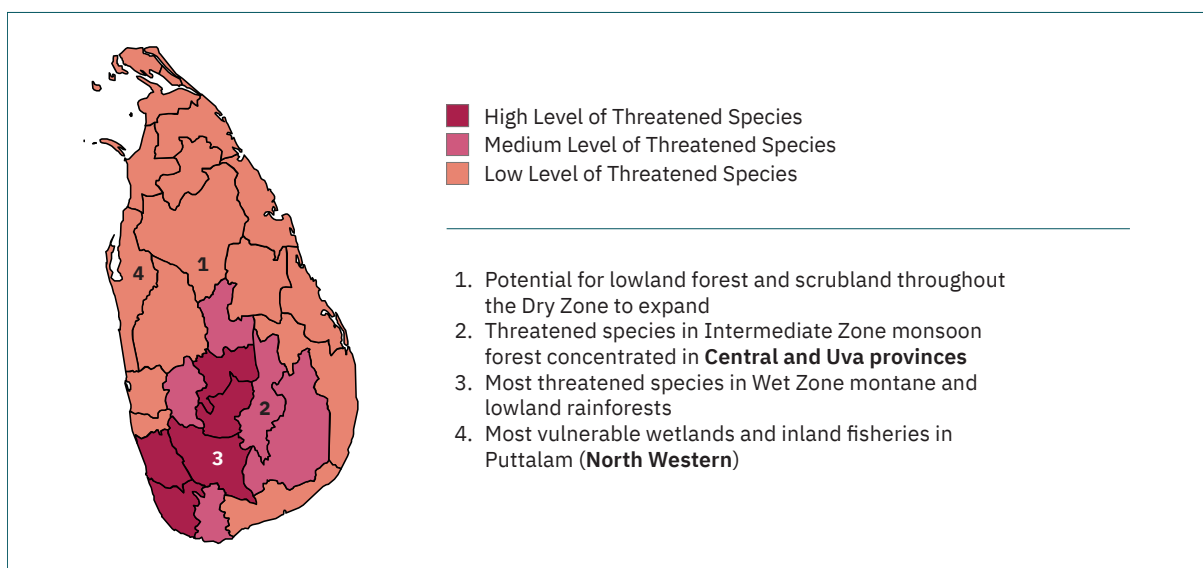 High Level of Threatened Species
Medium Level of Threatened Species
Low Level of Threatened Species
4
1
2
3
1. Potential for lowland forest and scrubland throughout
the Dry Zone to expand
2. Threatened species in Intermediate Zone monsoon
forest concentrated in Central and Uva provinces
3. Most threatened species in Wet Zone montane and
lowland rainforests
4. Most vulnerable wetlands and inland fisheries in
Puttalam (North Western)